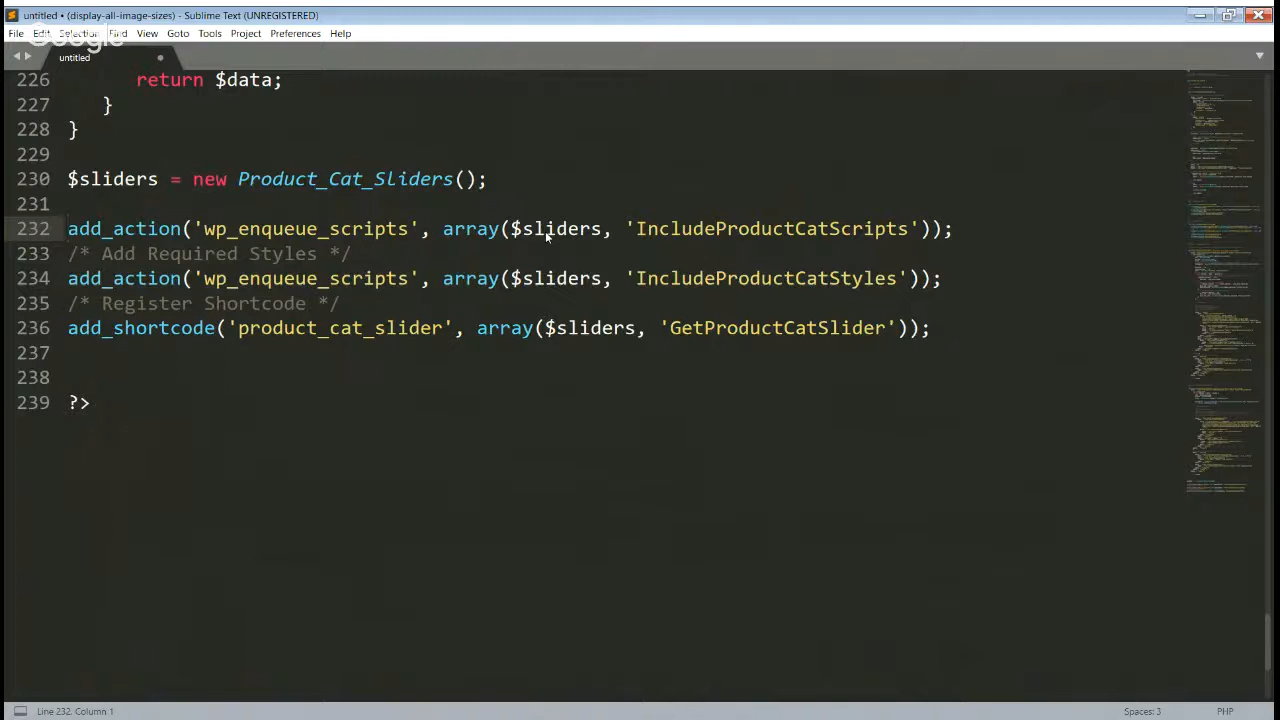 untitled • (display-all-image-sizes) - Sublime Text (UNREGISTERED)
File Edit Selection Find View Goto Tools Project Preferences Help
Google
untitled
226 return $data;
227 }
228 }
229
230 $sliders = new Product_Cat_Sliders();
231
232 add_action('wp_enqueue_scripts', array($sliders, 'IncludeProductCatScripts'));
233 /* Add Required Styles */
234 add_action('wp_enqueue_scripts', array($sliders, 'IncludeProductCatStyles'));
235 /* Register Shortcode */
236 add_shortcode('product_cat_slider', array($sliders, 'GetProductCatSlider'));
237
238
239 ?>
Line 232, Column 1
Spaces: 3 PHP